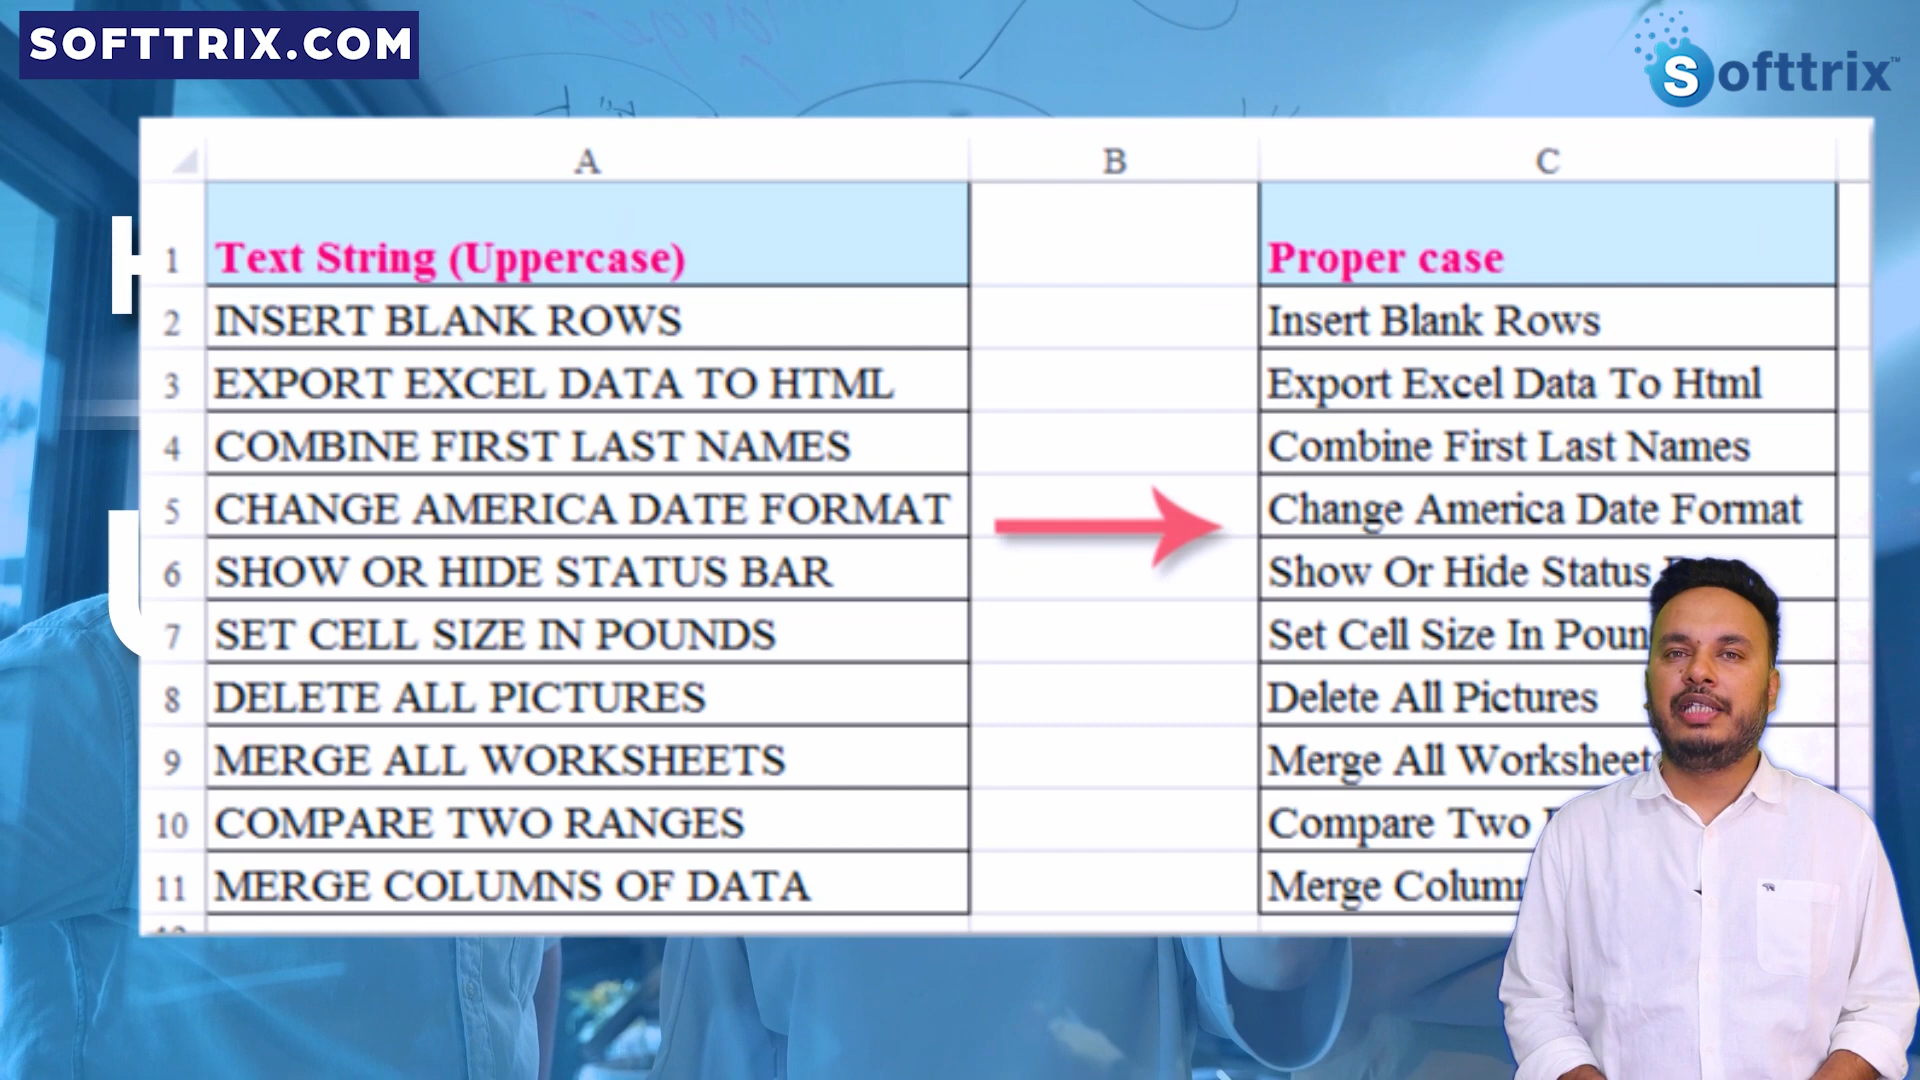 SOFTTRIX.COM
Softtrix™
A B C
1 Text String (Uppercase) Proper case
2 INSERT BLANK ROWS Insert Blank Rows
3 EXPORT EXCEL DATA TO HTML Export Excel Data To Html
4 COMBINE FIRST LAST NAMES Combine First Last Names
5 CHANGE AMERICA DATE FORMAT Change America Date Format
6 SHOW OR HIDE STATUS BAR Show Or Hide Status
7 SET CELL SIZE IN POUNDS Set Cell Size In Poun
8 DELETE ALL PICTURES Delete All Pictures
9 MERGE ALL WORKSHEETS Merge All Worksheets
10 COMPARE TWO RANGES Compare Two
11 MERGE COLUMNS OF DATA Merge Column